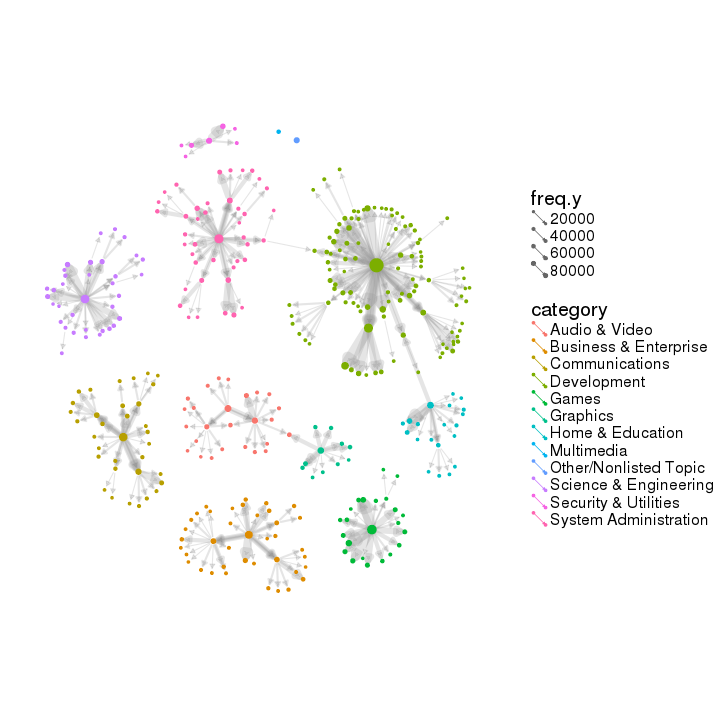 freq.y
20000
40000
60000
80000
category
Audio & Video
Business & Enterprise
Communications
Development
Games
Graphics
Home & Education
Multimedia
Other/Nonlisted Topic
Science & Engineering
Security & Utilities
System Administration